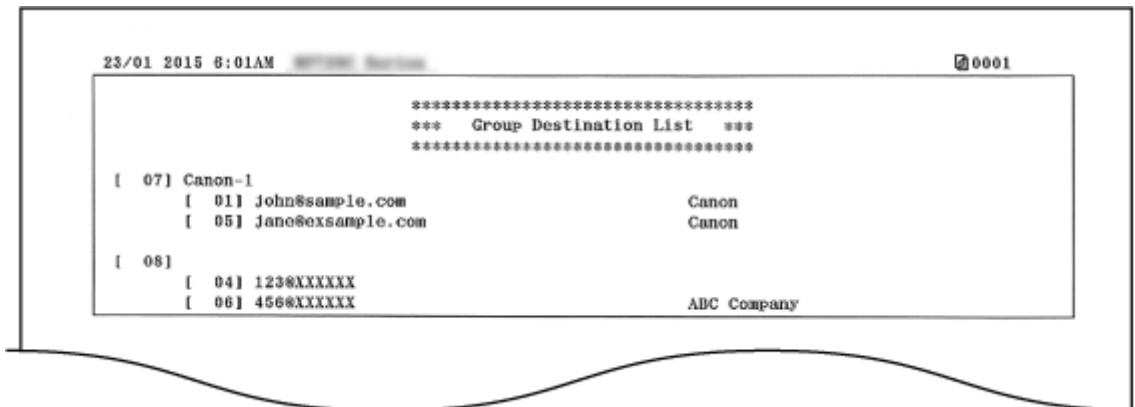 23/01 2015 6:01AM 0001
**********************************
*** Group Destination List ***
**********************************
[ 07] Canon-1
[ 01] john@sample.com Canon
[ 05] jane@exsample.com Canon
[ 08]
[ 04] 123@XXXXXX
[ 06] 456@XXXXXX ABC Company